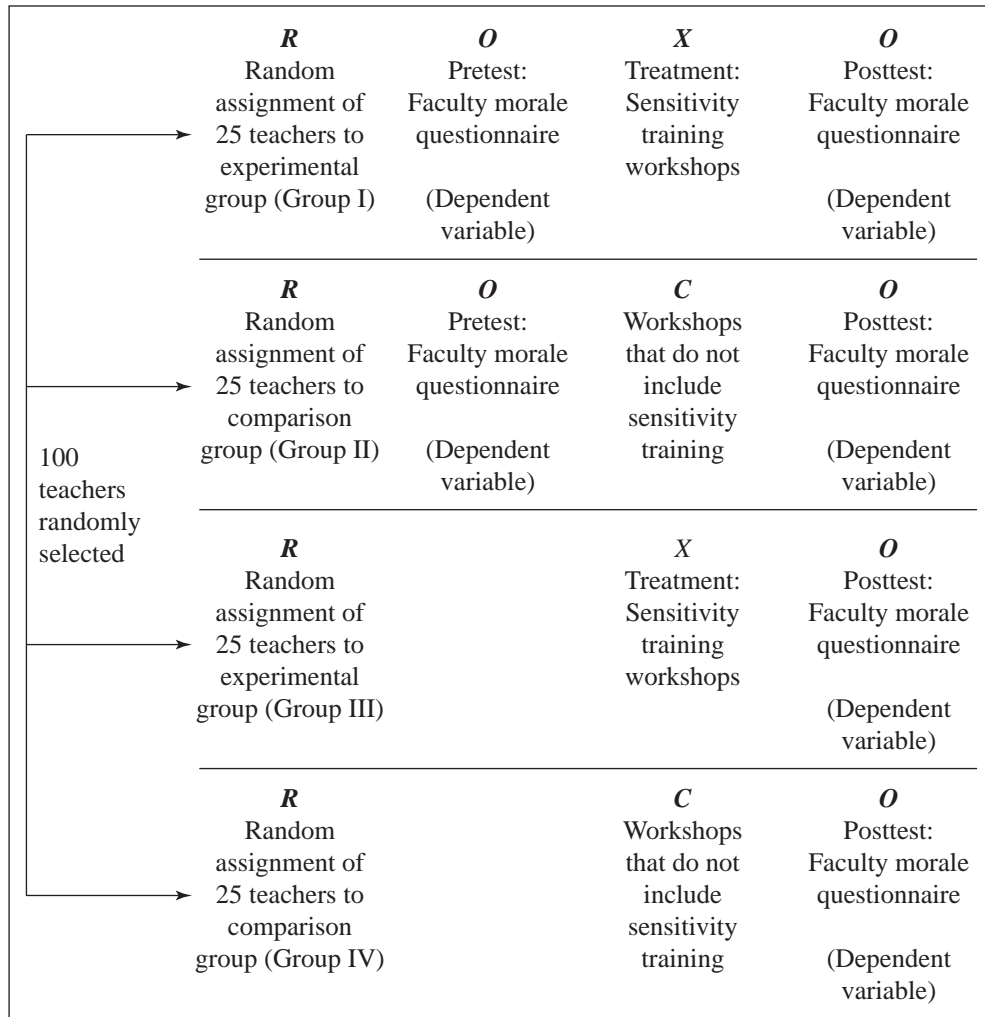 R
Random
assignment of
25 teachers to
experimental
group (Group I)
O
Pretest:
Faculty morale
questionnaire
(Dependent
variable)
X
Treatment:
Sensitivity
training
workshops
O
Posttest:
Faculty morale
questionnaire
(Dependent
variable)
R
Random
assignment of
25 teachers to
comparison
group (Group II)
O
Pretest:
Faculty morale
questionnaire
(Dependent
variable)
C
Workshops
that do not
include
sensitivity
training
O
Posttest:
Faculty morale
questionnaire
(Dependent
variable)
100
teachers
randomly
selected
R
Random
assignment of
25 teachers to
experimental
group (Group III)
X
Treatment:
Sensitivity
training
workshops
O
Posttest:
Faculty morale
questionnaire
(Dependent
variable)
R
Random
assignment of
25 teachers to
comparison
group (Group IV)
C
Workshops
that do not
include
sensitivity
training
O
Posttest:
Faculty morale
questionnaire
(Dependent
variable)